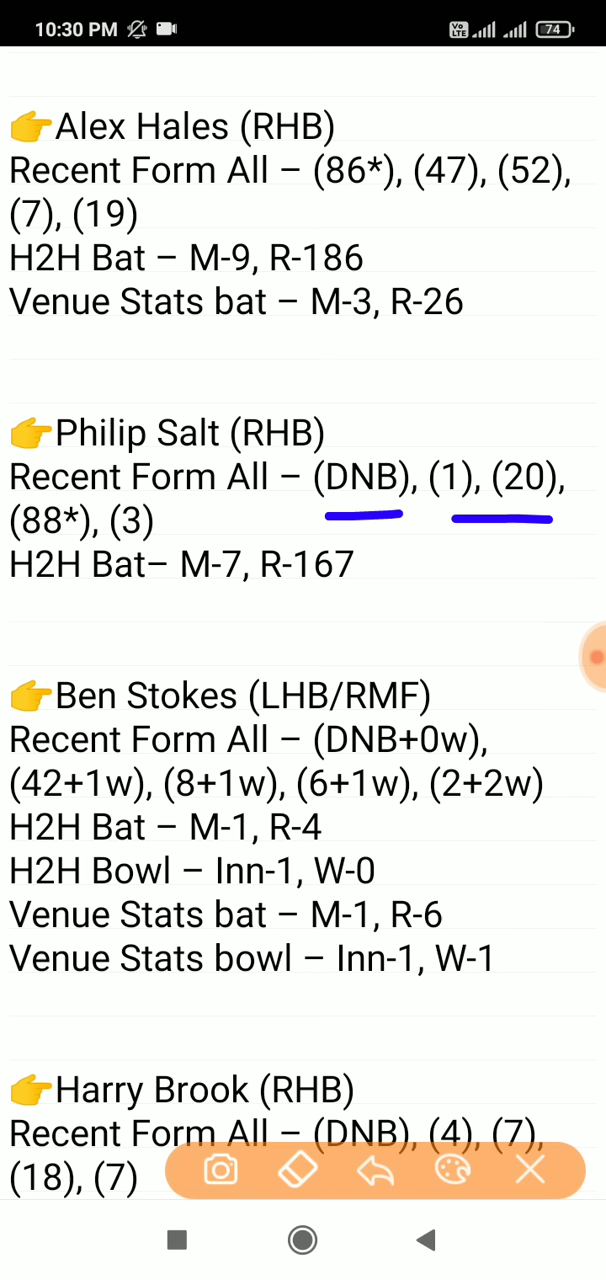 10:30 PM Vo LTE 74
👉Alex Hales (RHB)
Recent Form All – (86*), (47), (52),
(7), (19)
H2H Bat – M-9, R-186
Venue Stats bat – M-3, R-26
👉Philip Salt (RHB)
Recent Form All – (DNB), (1), (20),
(88*), (3)
H2H Bat– M-7, R-167
👉Ben Stokes (LHB/RMF)
Recent Form All – (DNB+0w),
(42+1w), (8+1w), (6+1w), (2+2w)
H2H Bat – M-1, R-4
H2H Bowl – Inn-1, W-0
Venue Stats bat – M-1, R-6
Venue Stats bowl – Inn-1, W-1
👉Harry Brook (RHB)
Recent Form All – (DNB), (4), (7),
(18), (7)